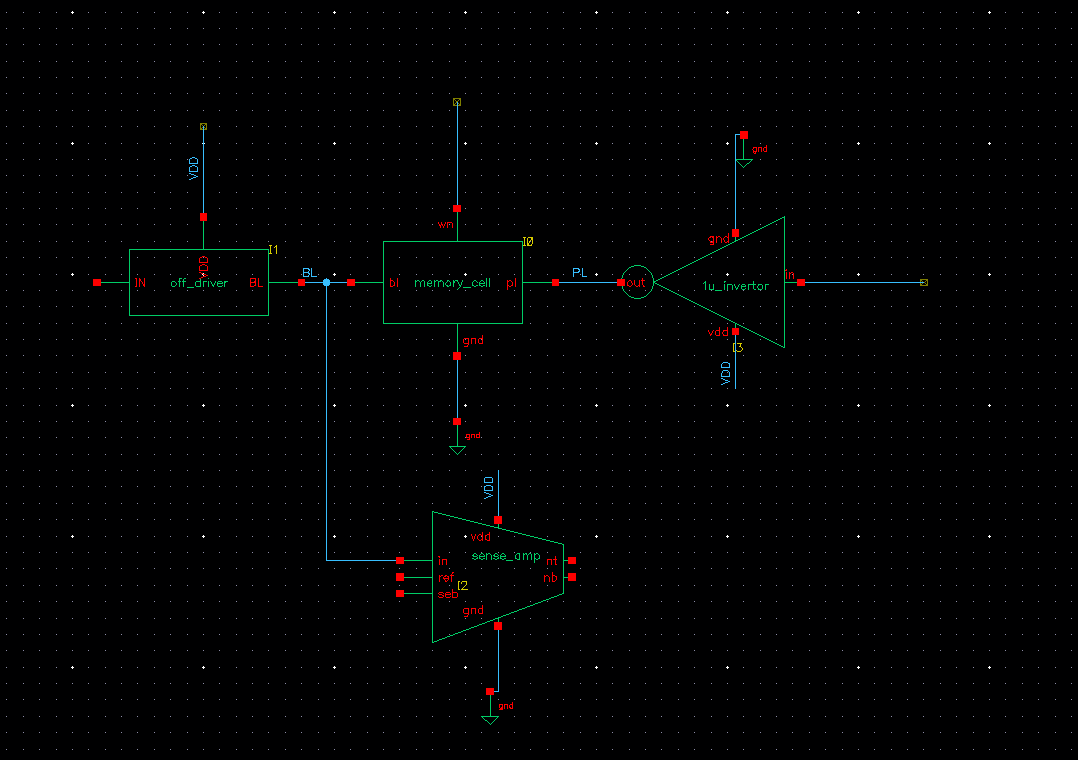 VDD
wn
gnd
I1
VDD
IN
off_driver
BL
BL
I0
bl
memory_cell
pl
PL
gnd
out
1u_invertor
in
vdd
I3
VDD
gnd
gnd
VDD
vdd
sense_amp
in
nt
ref
nb
I2
seb
gnd
gnd